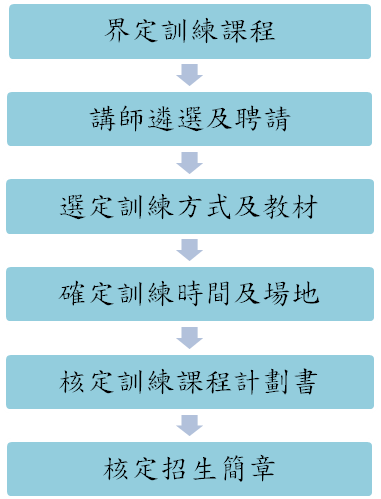 界定訓練課程
講師遴選及聘請
選定訓練方式及教材
確定訓練時間及場地
核定訓練課程計劃書
核定招生簡章